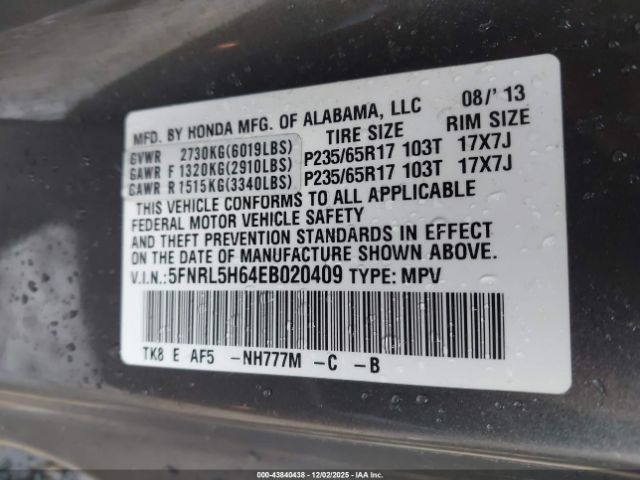 MFD. BY HONDA MFG. OF ALABAMA, LLC 08/'13
TIRE SIZE RIM SIZE
GVWR 2730KG(6019LBS)
GAWR F 1320KG(2910LBS) P235/65R17 103T 17X7J
GAWR R 1515KG(3340LBS) P235/65R17 103T 17X7J
THIS VEHICLE CONFORMS TO ALL APPLICABLE
FEDERAL MOTOR VEHICLE SAFETY
AND THEFT PREVENTION STANDARDS IN EFFECT
ON THE DATE OF MANUFACTURE SHOWN ABOVE.
V.I.N.: 5FNRL5H64EB020409 TYPE: MPV
TK8 E AF5 -NH777M -C -B
000-43840438 - 12/02/2025 - IAA Inc.